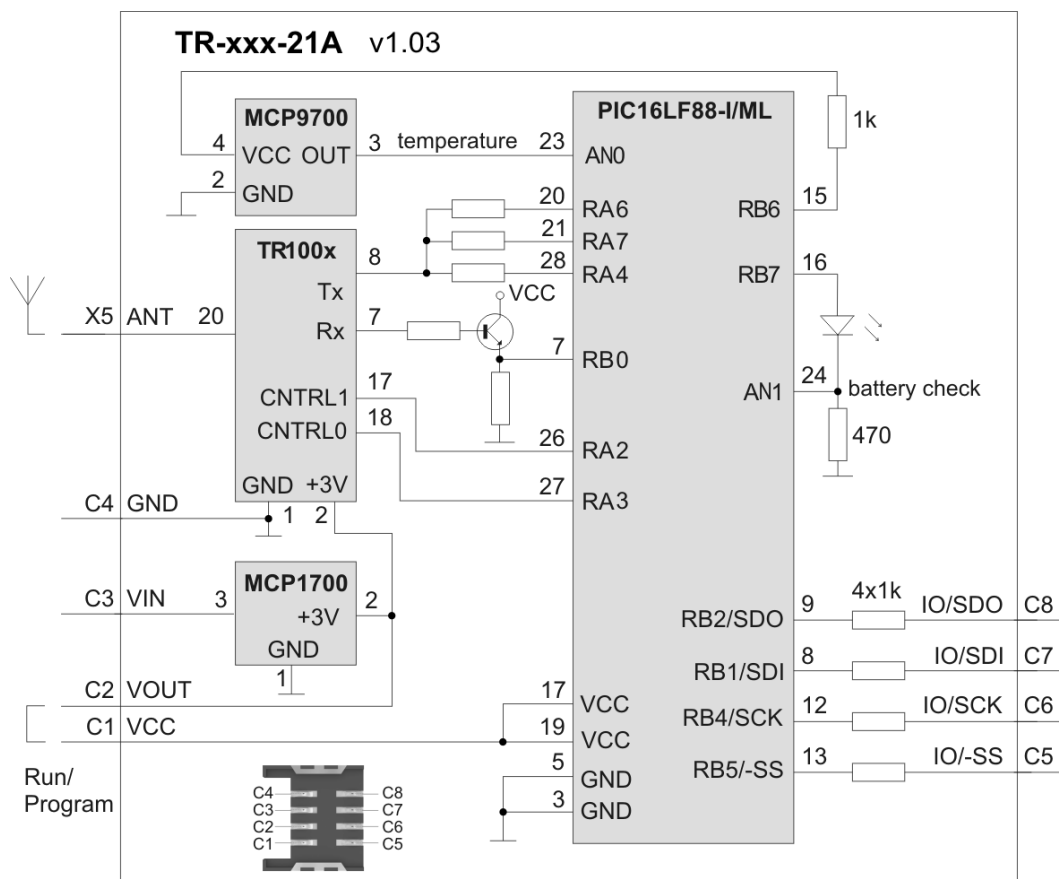 TR-xxx-21A v1.03
MCP9700
4 VCC OUT 3
2 GND
temperature
PIC16LF88-I/ML
23 AN0
20 RA6
21 RA7
28 RA4
1k
RB6 15
RB7 16
TR100x
8
Tx
Rx 7
VCC
X5 ANT 20
7 RB0
CNTRL1 17
CNTRL0 18
AN1 24 battery check
470
26 RA2
27 RA3
GND +3V
1 2
C4 GND
MCP1700
C3 VIN 3
+3V 2
GND
1
C2 VOUT
C1 VCC
Run/
Program
17 VCC
19 VCC
5 GND
3 GND
4x1k
RB2/SDO 9 IO/SDO C8
RB1/SDI 8 IO/SDI C7
RB4/SCK 12 IO/SCK C6
RB5/-SS 13 IO/-SS C5
C4 C8
C3 C7
C2 C6
C1 C5